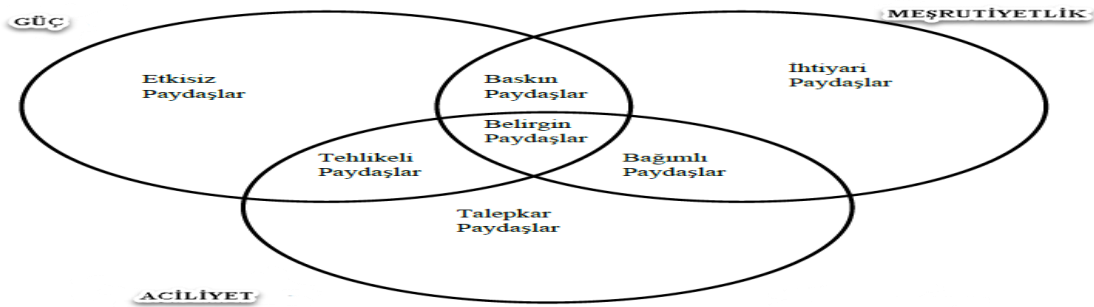 GÜÇ
MEŞRUTİYETLİK
Etkisiz
Paydaşlar
Baskın
Paydaşlar
İhtiyari
Paydaşlar
Belirgin
Paydaşlar
Tehlikeli
Paydaşlar
Bağımlı
Paydaşlar
Talepkar
Paydaşlar
ACİLİYET